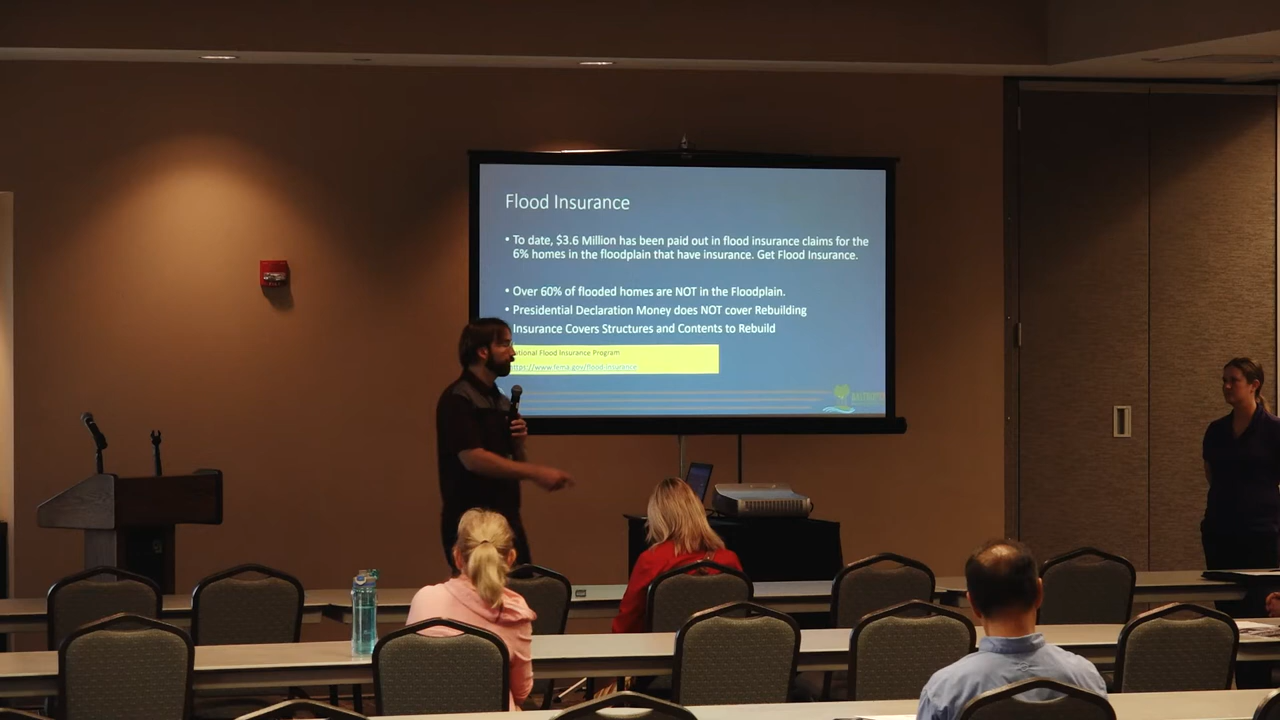 Flood Insurance
• To date, $3.6 Million has been paid out in flood insurance claims for the
6% homes in the floodplain that have insurance. Get Flood Insurance.
• Over 60% of flooded homes are NOT in the Floodplain.
• Presidential Declaration Money does NOT cover Rebuilding
Insurance Covers Structures and Contents to Rebuild
ational Flood Insurance Program
https://www.fema.gov/flood-insurance